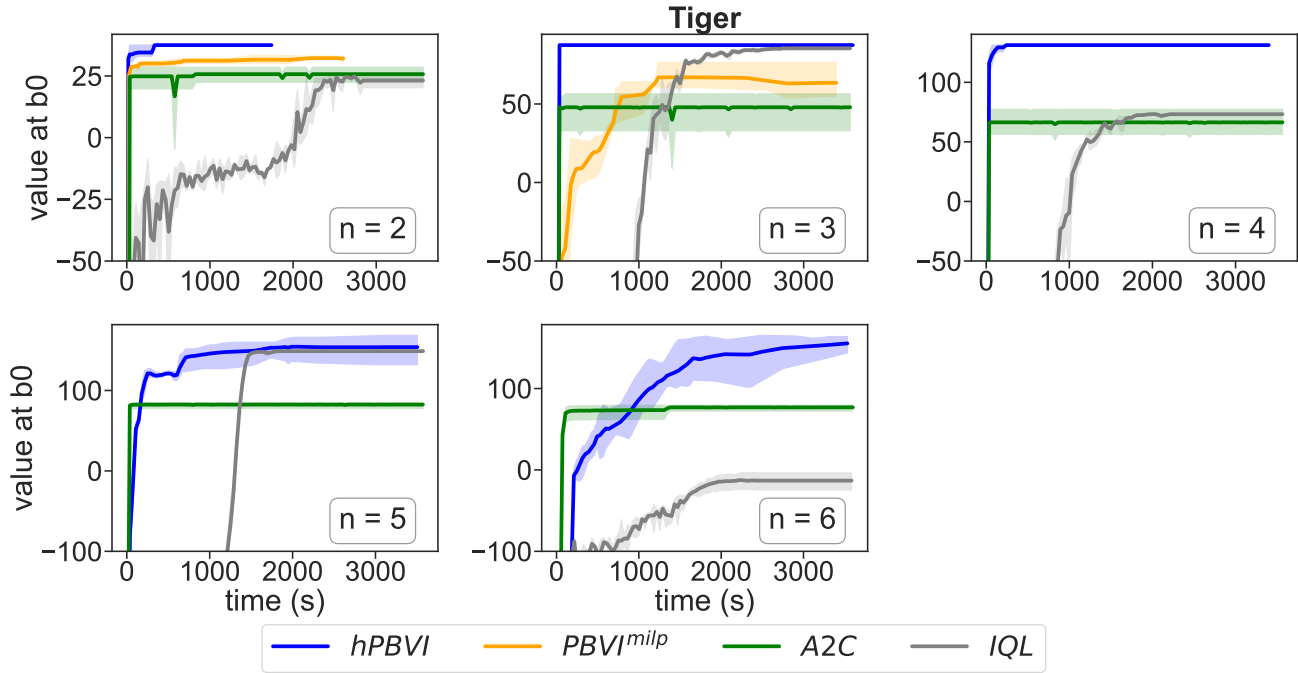 Tiger
value at b0
25
0
−25
−50
n = 2
0 1000 2000 3000
50
0
−50
n = 3
0 1000 2000 3000
100
50
0
−50
n = 4
0 1000 2000 3000
value at b0
100
0
−100
n = 5
0 1000 2000 3000
time (s)
100
0
−100
n = 6
0 1000 2000 3000
time (s)
hPBVI PBVI^milp A2C IQL